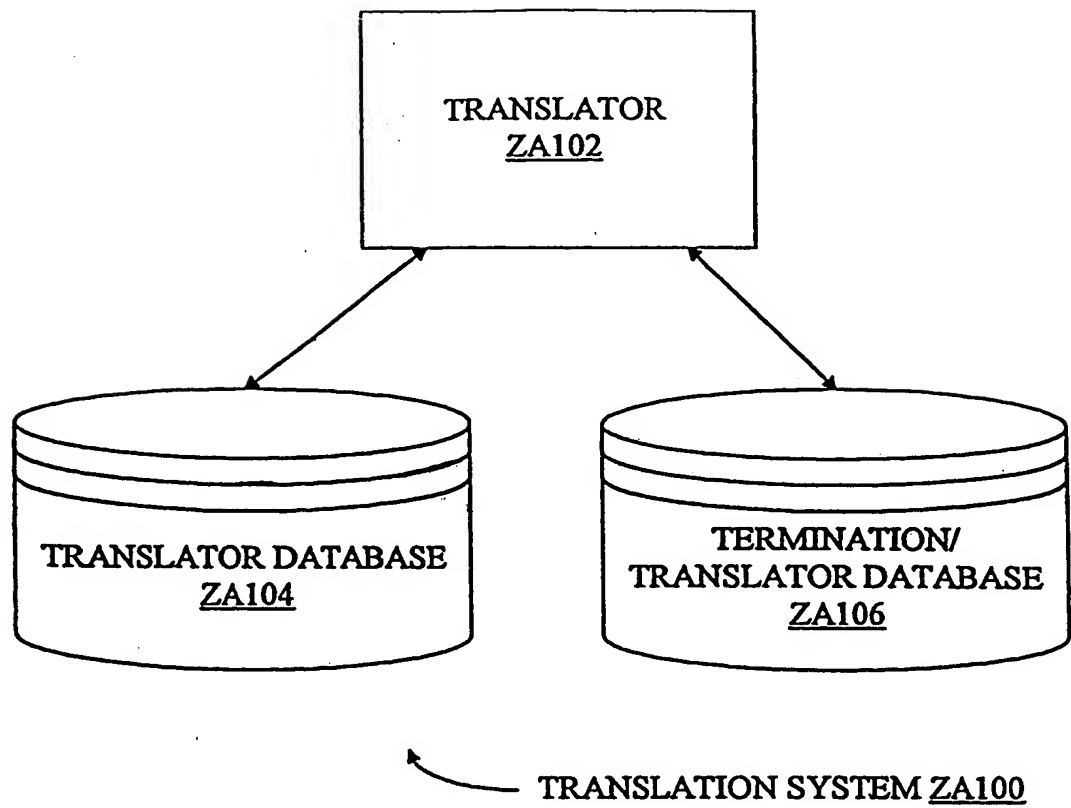 TRANSLATOR
ZA102
TRANSLATOR DATABASE
ZA104
TERMINATION/
TRANSLATOR DATABASE
ZA106
TRANSLATION SYSTEM ZA100